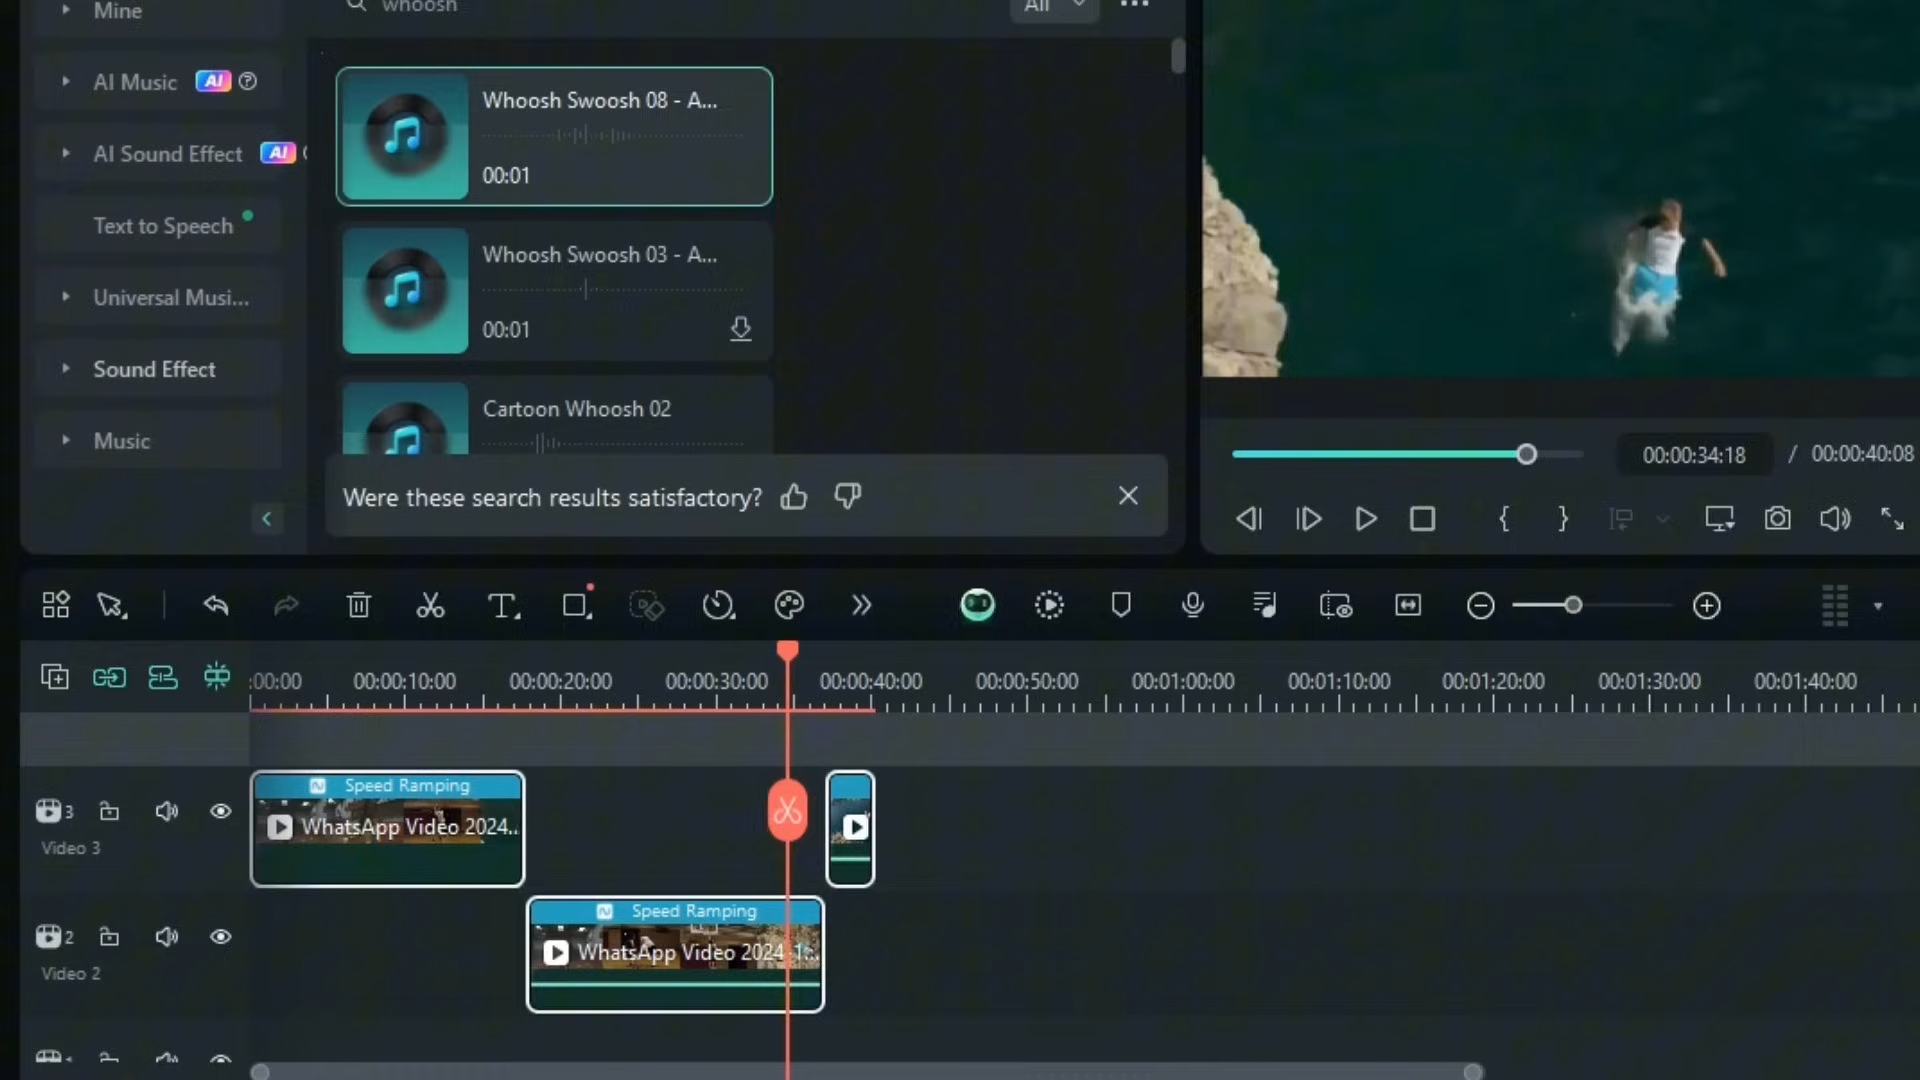 Mine
whoosh
All
AI Music AI
AI Sound Effect AI
Text to Speech
Universal Musi...
Sound Effect
Music
Whoosh Swoosh 08 - A...
00:01
Whoosh Swoosh 03 - A...
00:01
Cartoon Whoosh 02
Were these search results satisfactory?
00:00:34:18 / 00:00:40:08
:00:00 00:00:10:00 00:00:20:00 00:00:30:00 00:00:40:00 00:00:50:00 00:01:00:00 00:01:10:00 00:01:20:00 00:01:30:00 00:01:40:00
Speed Ramping
3
WhatsApp Video 2024..
Video 3
Speed Ramping
2
WhatsApp Video 2024-1..
Video 2